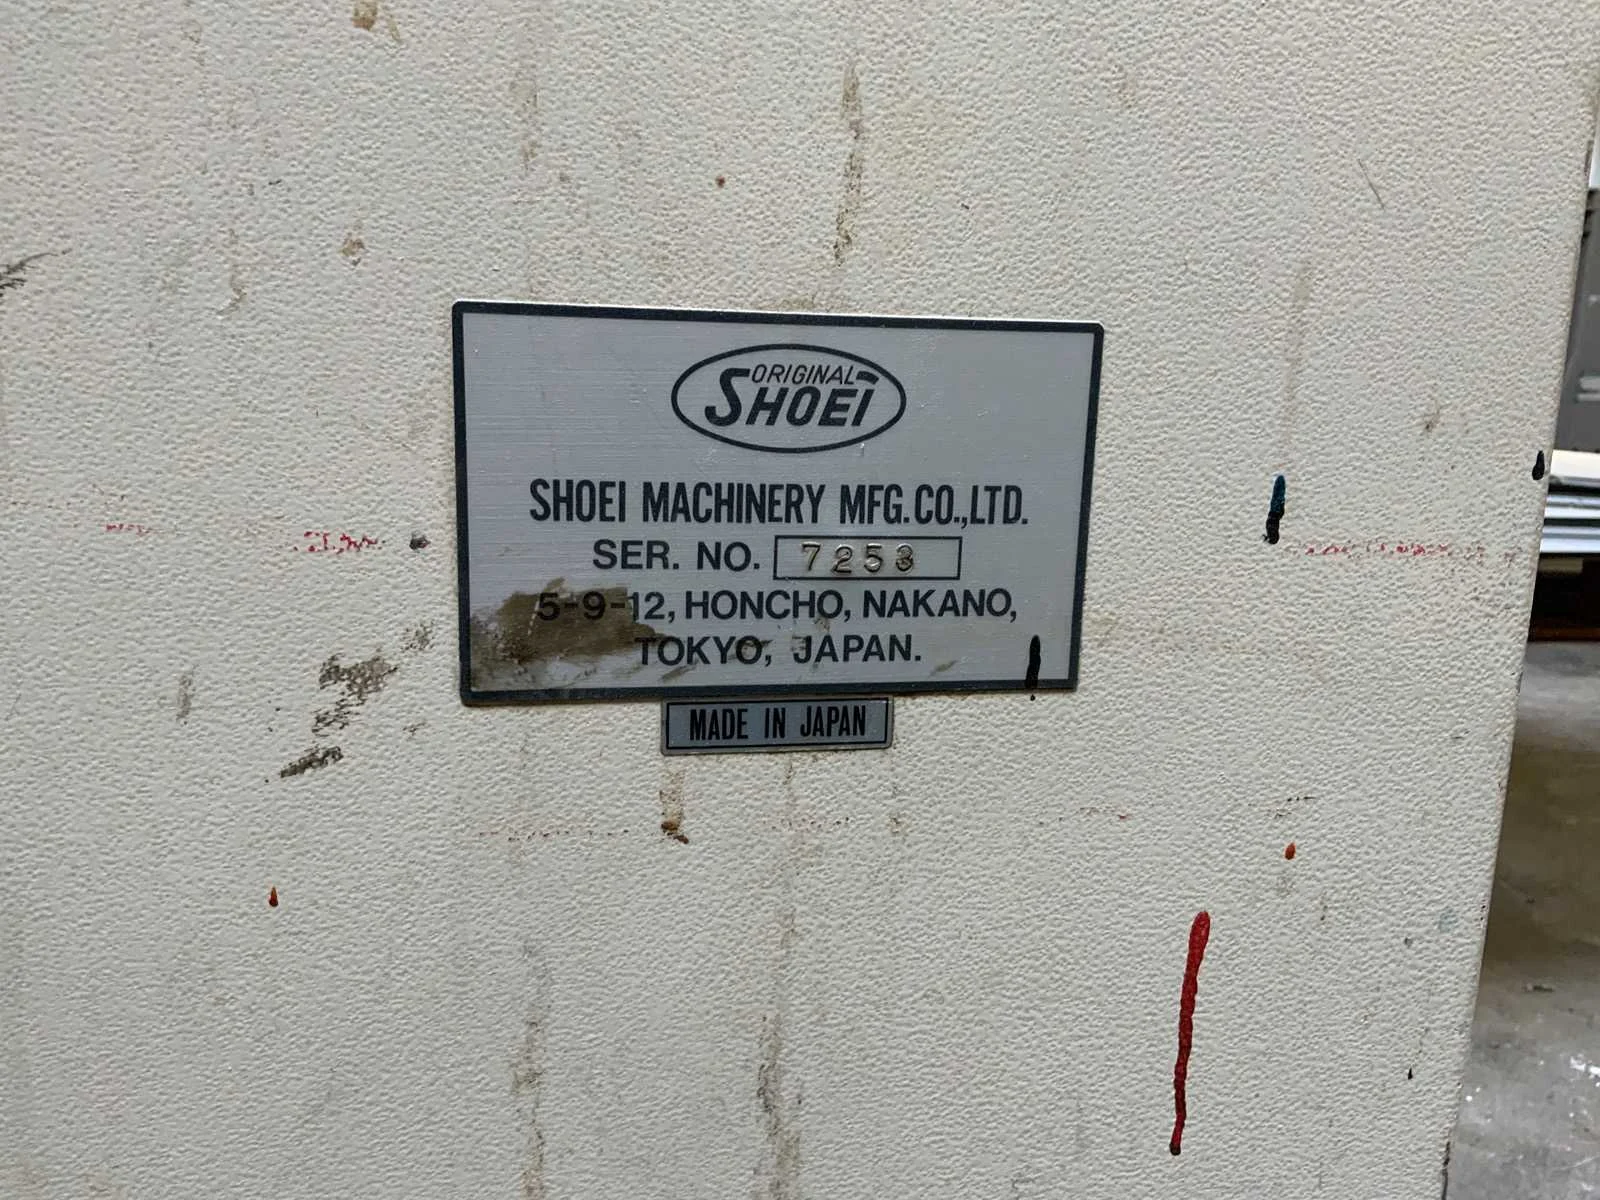 ORIGINAL
SHOEI
SHOEI MACHINERY MFG.CO.,LTD.
SER. NO. 7253
5-9-12, HONCHO, NAKANO,
TOKYO, JAPAN.
MADE IN JAPAN